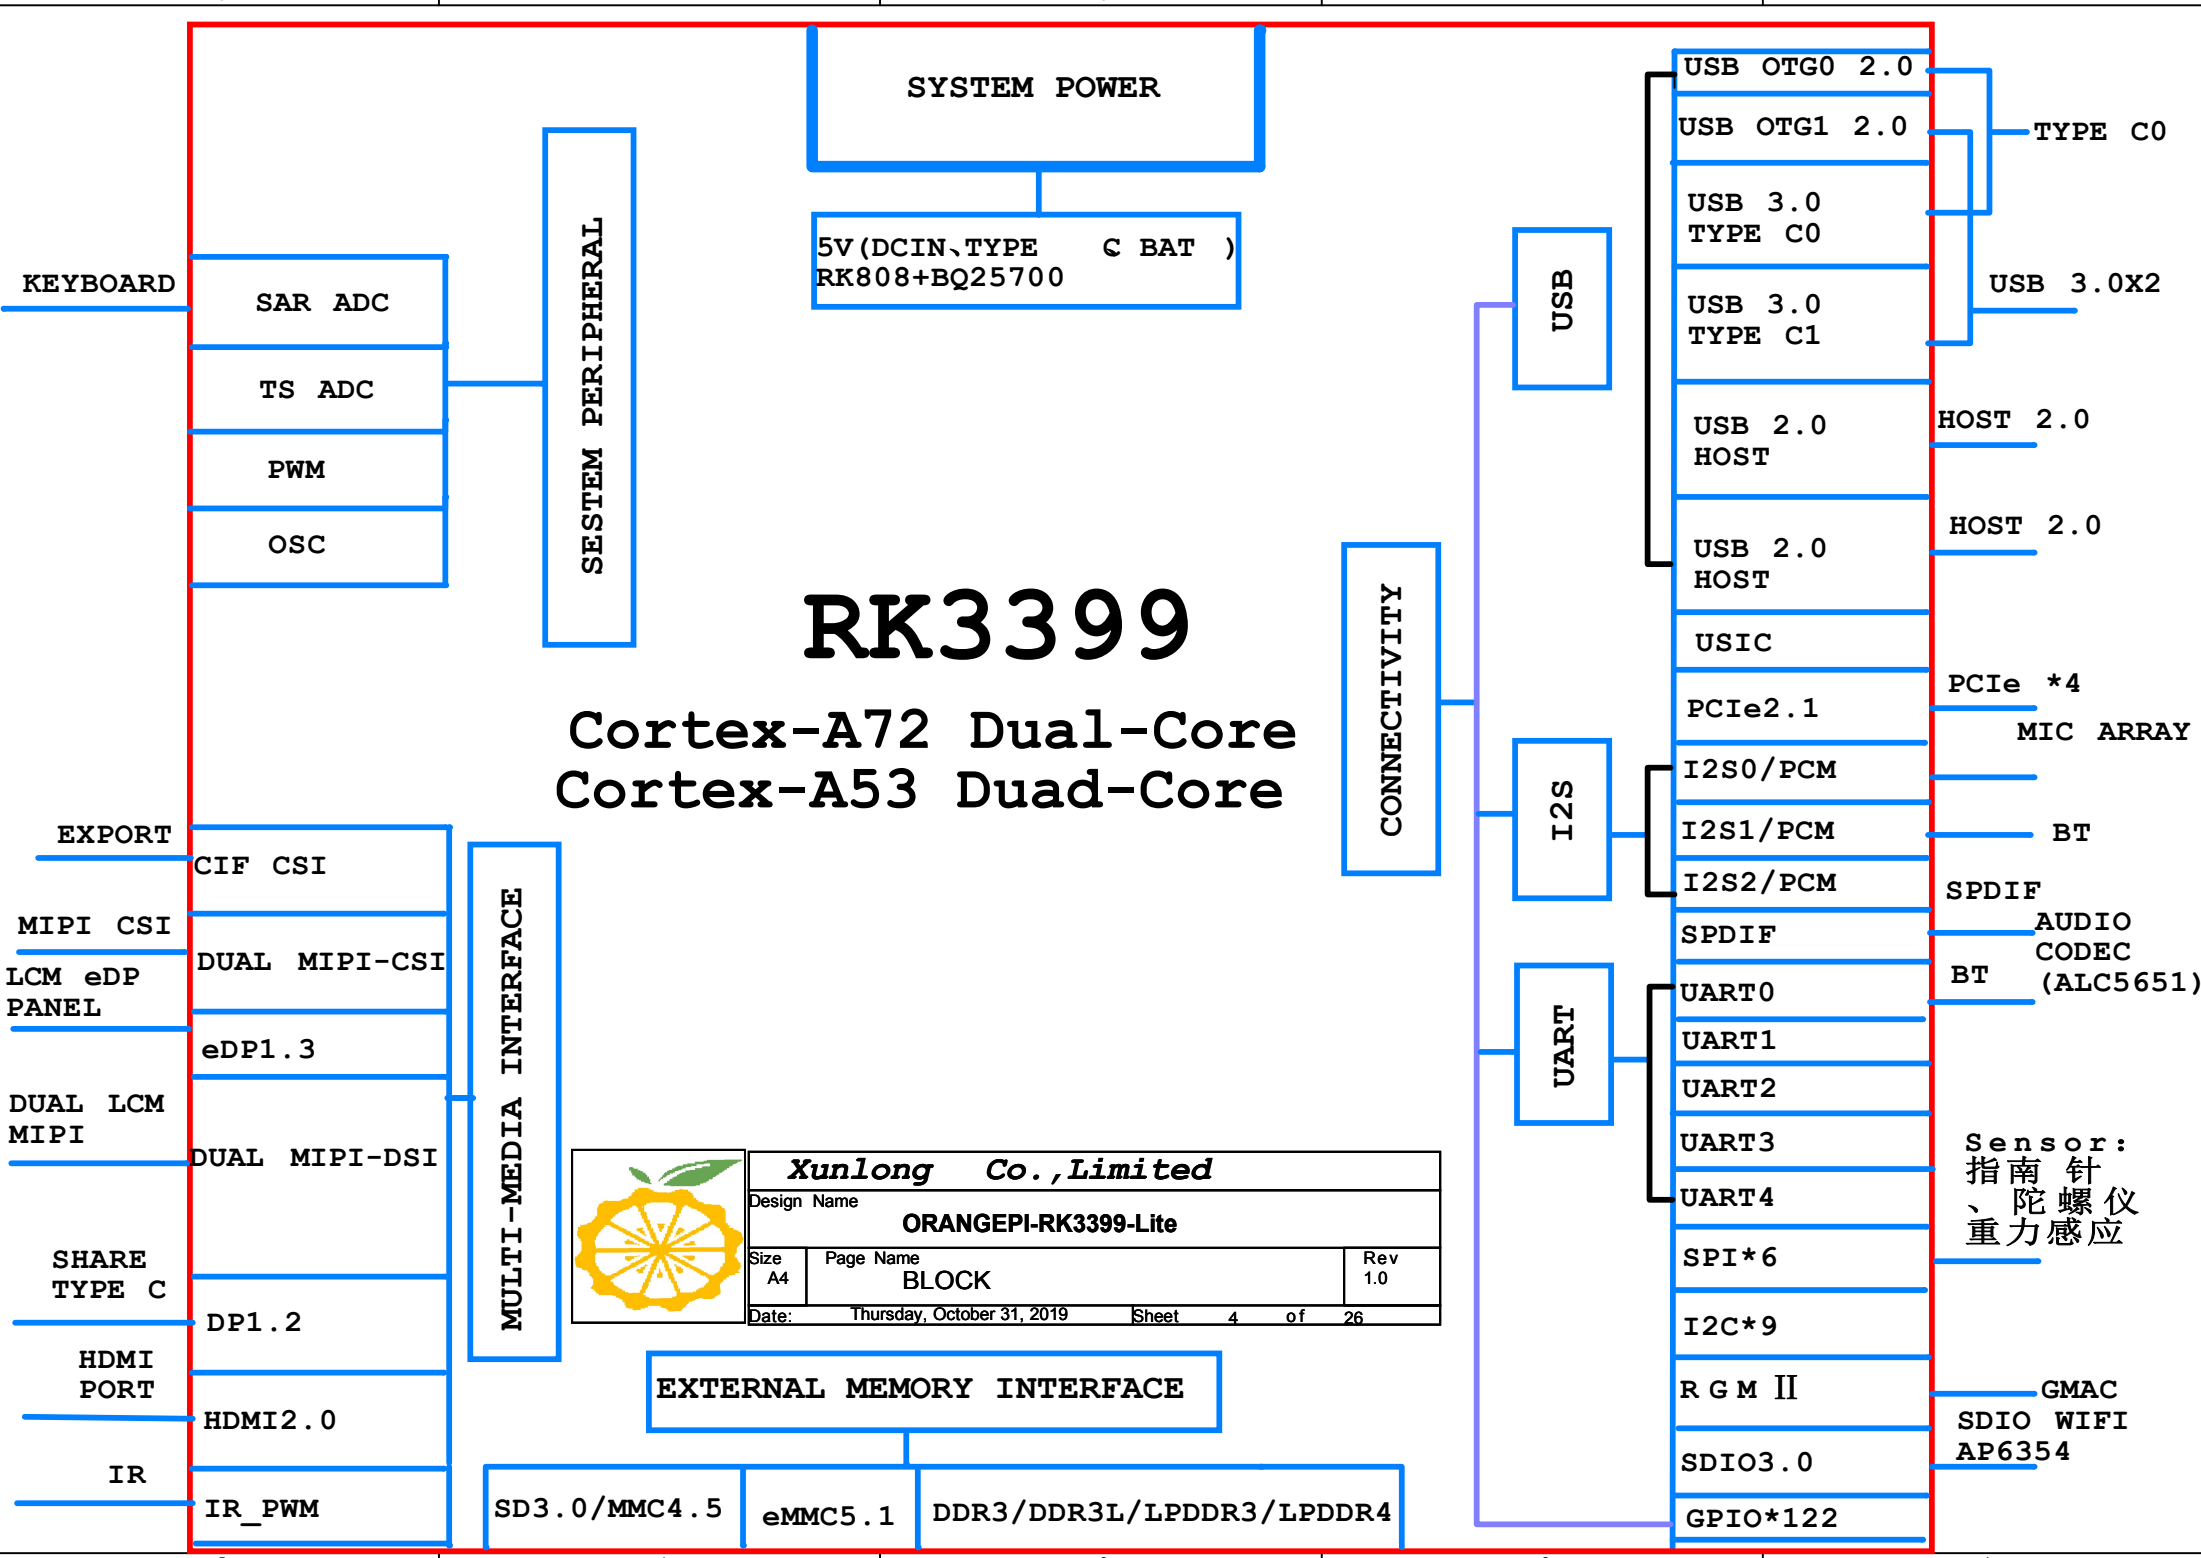 SYSTEM POWER
5V(DCIN、TYPE C BAT )
RK808+BQ25700
SESTEM PERIPHERAL
KEYBOARD
SAR ADC
TS ADC
PWM
OSC
RK3399
Cortex-A72 Dual-Core
Cortex-A53 Duad-Core
EXPORT
CIF CSI
MIPI CSI
DUAL MIPI-CSI
LCM eDP
PANEL
eDP1.3
DUAL LCM
MIPI
DUAL MIPI-DSI
SHARE
TYPE C
DP1.2
HDMI
PORT
HDMI2.0
IR
IR_PWM
MULTI-MEDIA INTERFACE
Xunlong Co.,Limited
Design Name
ORANGEPI-RK3399-Lite
Size
A4
Page Name
BLOCK
Rev
1.0
Date: Thursday, October 31, 2019 Sheet 4 of 26
EXTERNAL MEMORY INTERFACE
SD3.0/MMC4.5
eMMC5.1
DDR3/DDR3L/LPDDR3/LPDDR4
CONNECTIVITY
USB
I2S
UART
USB OTG0 2.0
USB OTG1 2.0
TYPE C0
USB 3.0
TYPE C0
USB 3.0
TYPE C1
USB 3.0X2
USB 2.0
HOST
HOST 2.0
USB 2.0
HOST
HOST 2.0
USIC
PCIe2.1
PCIe *4
I2S0/PCM
MIC ARRAY
I2S1/PCM
BT
I2S2/PCM
SPDIF
SPDIF
AUDIO
CODEC
(ALC5651)
UART0
BT
UART1
UART2
UART3
UART4
SPI*6
Sensor:
指南 针
、陀螺仪
重力感应
I2C*9
RGMⅡ
GMAC
SDIO3.0
SDIO WIFI
AP6354
GPIO*122